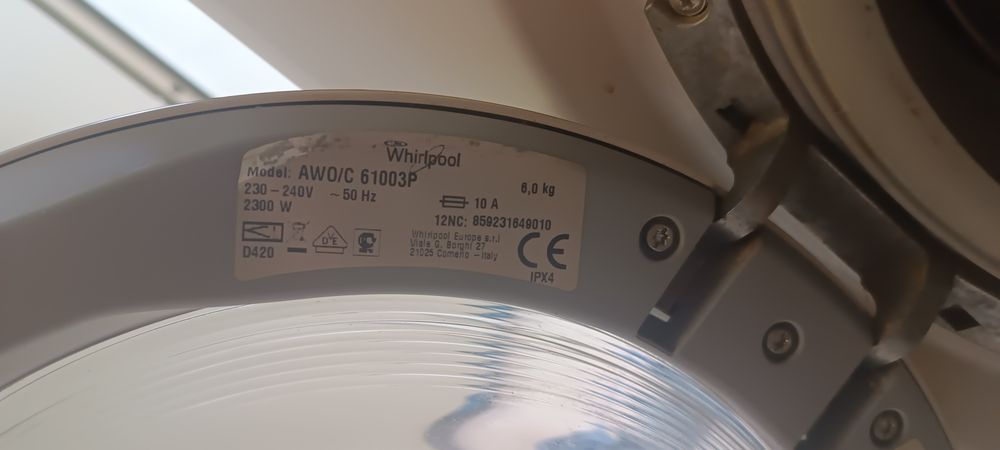 Whirlpool
Model: AWO/C 61003P
6,0 kg
230-240V ~50 Hz
10 A
2300 W
12NC: 859231649010
Whirlpool Europe s.r.l
Viale G. Borghi 27
21025 Comerio - Italy
D420
DVE
CE
IPX4